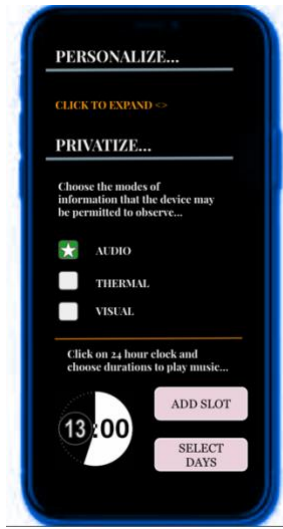 PERSONALIZE...
CLICK TO EXPAND <>
PRIVATIZE...
Choose the modes of
information that the device may
be permitted to observe...
AUDIO
THERMAL
VISUAL
Click on 24 hour clock and
choose durations to play music...
13:00
ADD SLOT
SELECT
DAYS